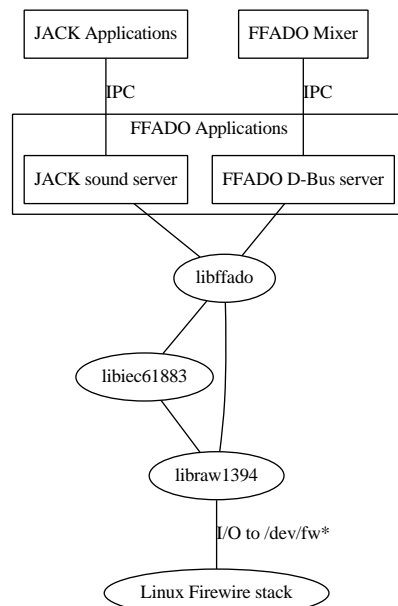 JACK Applications
FFADO Mixer
IPC
IPC
FFADO Applications
JACK sound server
FFADO D-Bus server
libffado
libiec61883
libraw1394
I/O to /dev/fw*
Linux Firewire stack